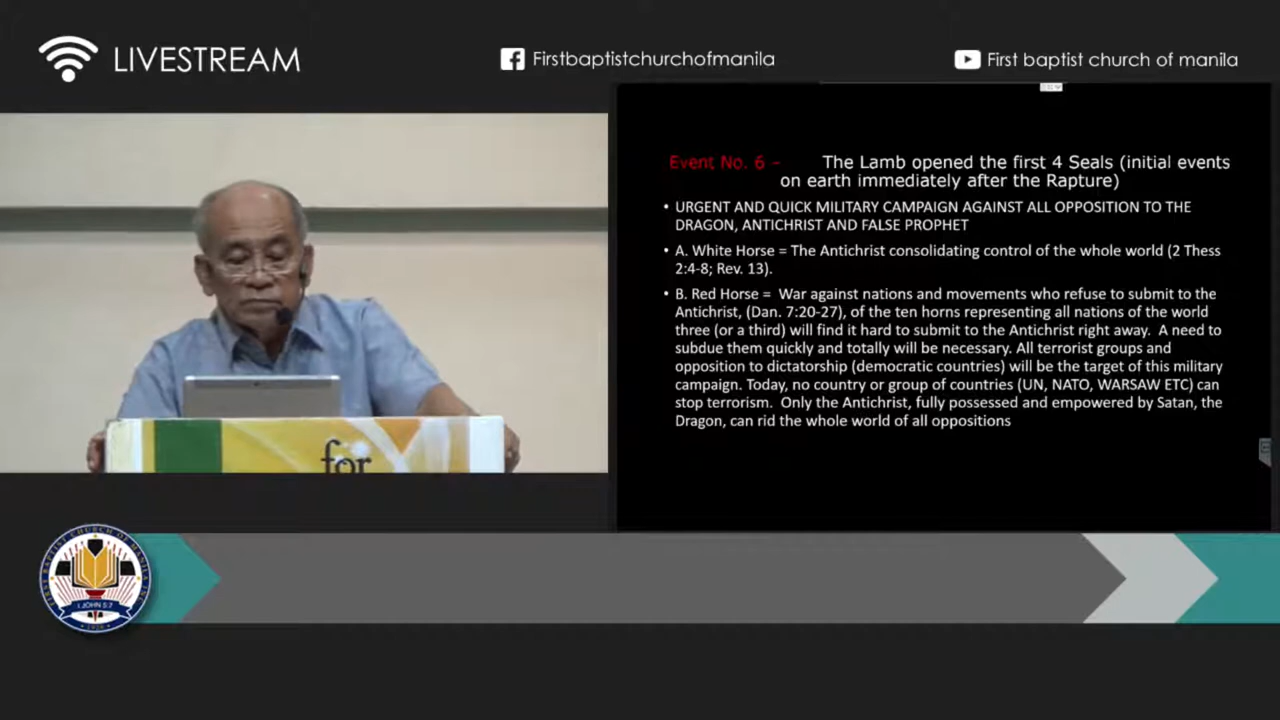 LIVESTREAM
Firstbaptistchurchofmanila
First baptist church of manila
Event No. 6 – The Lamb opened the first 4 Seals (initial events
on earth immediately after the Rapture)
• URGENT AND QUICK MILITARY CAMPAIGN AGAINST ALL OPPOSITION TO THE
DRAGON, ANTICHRIST AND FALSE PROPHET
• A. White Horse = The Antichrist consolidating control of the whole world (2 Thess
2:4-8; Rev. 13).
• B. Red Horse = War against nations and movements who refuse to submit to the
Antichrist, (Dan. 7:20-27), of the ten horns representing all nations of the world
three (or a third) will find it hard to submit to the Antichrist right away. A need to
subdue them quickly and totally will be necessary. All terrorist groups and
opposition to dictatorship (democratic countries) will be the target of this military
campaign. Today, no country or group of countries (UN, NATO, WARSAW ETC) can
stop terrorism. Only the Antichrist, fully possessed and empowered by Satan, the
Dragon, can rid the whole world of all oppositions
for
FIRST BAPTIST CHURCH OF MANILA INC.
I JOHN 5:7